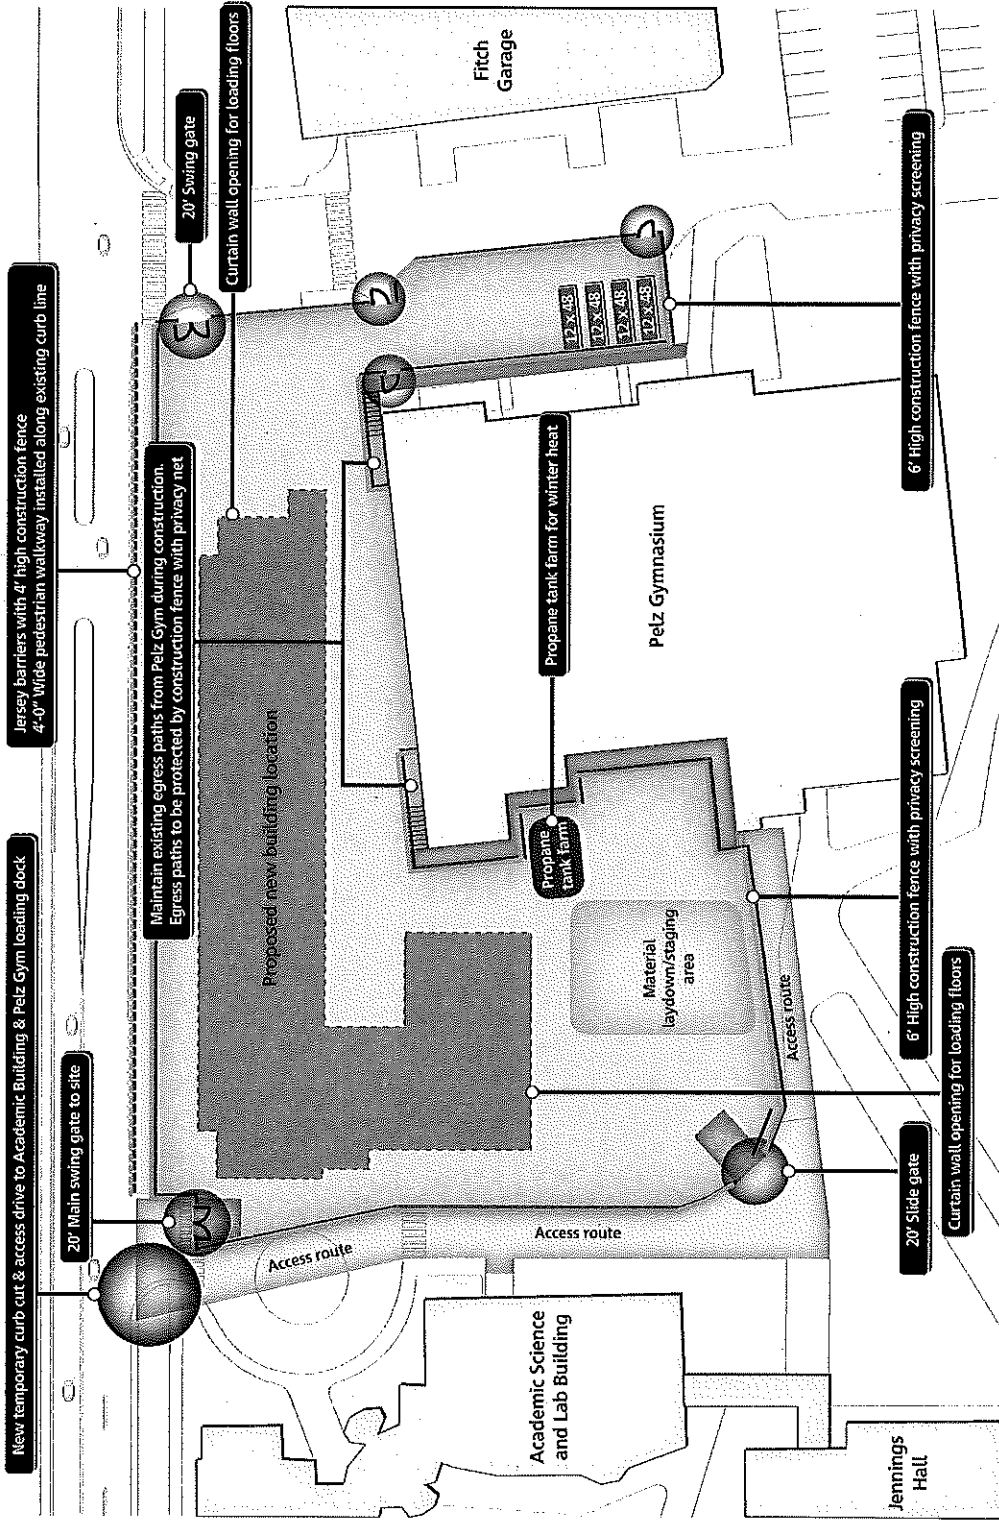 New temporary curb cut & access drive to Academic Building & Pelz Gym loading dock
Jersey barriers with 4' high construction fence
4'-0" Wide pedestrian walkway installed along existing curb line
20' Main swing gate to site
Maintain existing egress paths from Pelz Gym during construction.
Egress paths to be protected by construction fence with privacy net
20' Swing gate
Curtain wall opening for loading floors
Proposed new building location
Access route
Access route
Academic Science
and Lab Building
Propane
tank farm
Propane tank farm for winter heat
12 x 48
12 x 48
12 x 48
12 x 48
Fitch
Garage
Material
laydown/staging
area
Pelz Gymnasium
Access route
Jennings
Hall
20' Slide gate
6' High construction fence with privacy screening
6' High construction fence with privacy screening
Curtain wall opening for loading floors